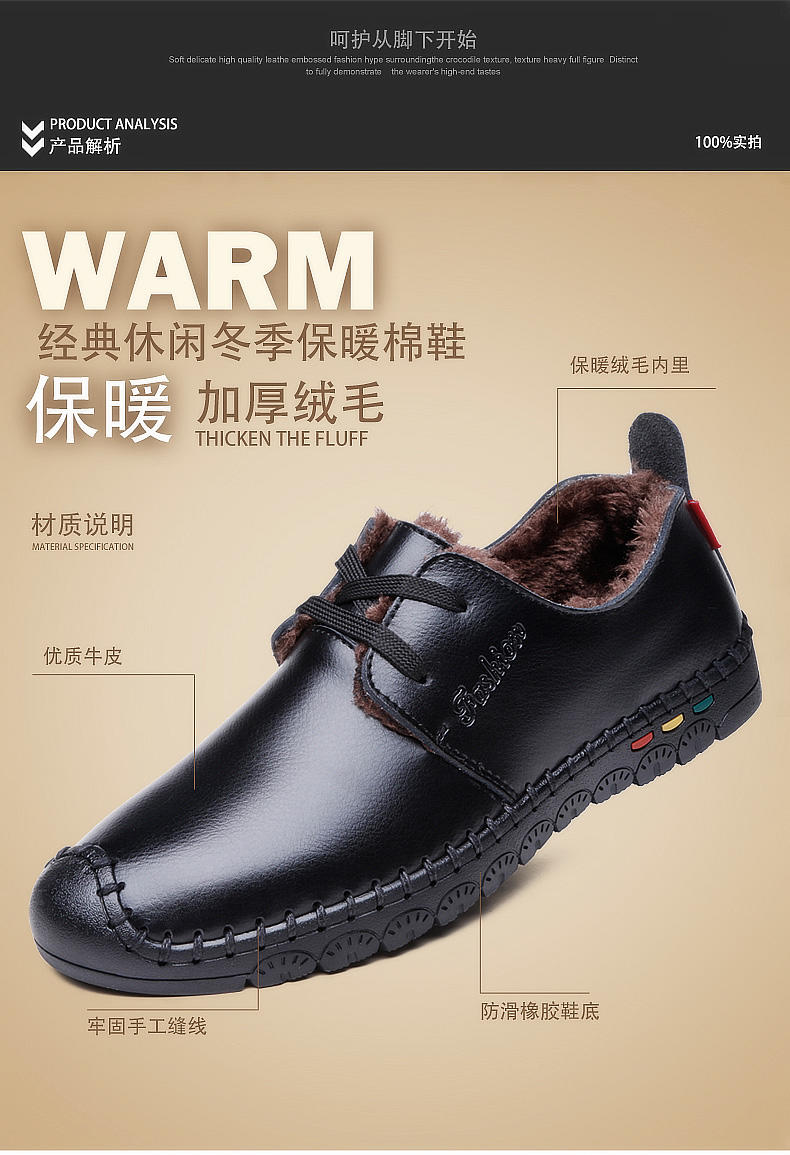 呵护从脚下开始
Soft delicate high quality leathe embossed fashion hype surroundingthe crocodile texture, texture heavy full figure Distinct
to fully demonstrate the wearer's high-end tastes
PRODUCT ANALYSIS
产品解析
100%实拍
WARM
经典休闲冬季保暖棉鞋
保暖 加厚绒毛
THICKEN THE FLUFF
保暖绒毛内里
材质说明
MATERIAL SPECIFICATION
优质牛皮
Fashion
防滑橡胶鞋底
牢固手工缝线